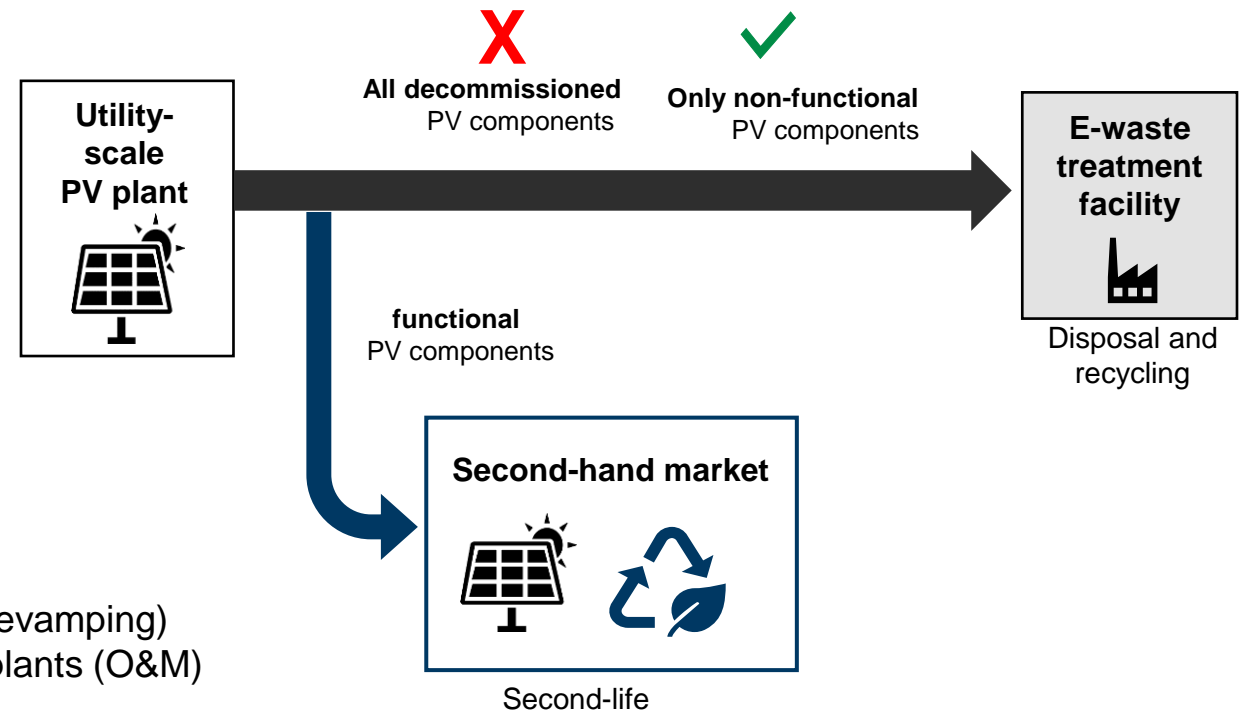 X
All decommissioned
PV components
Only non-functional
PV components
Utility-
scale
PV plant
E-waste
treatment
facility
Disposal and
recycling
functional
PV components
Second-hand market
Second-life
evamping)
plants (O&M)